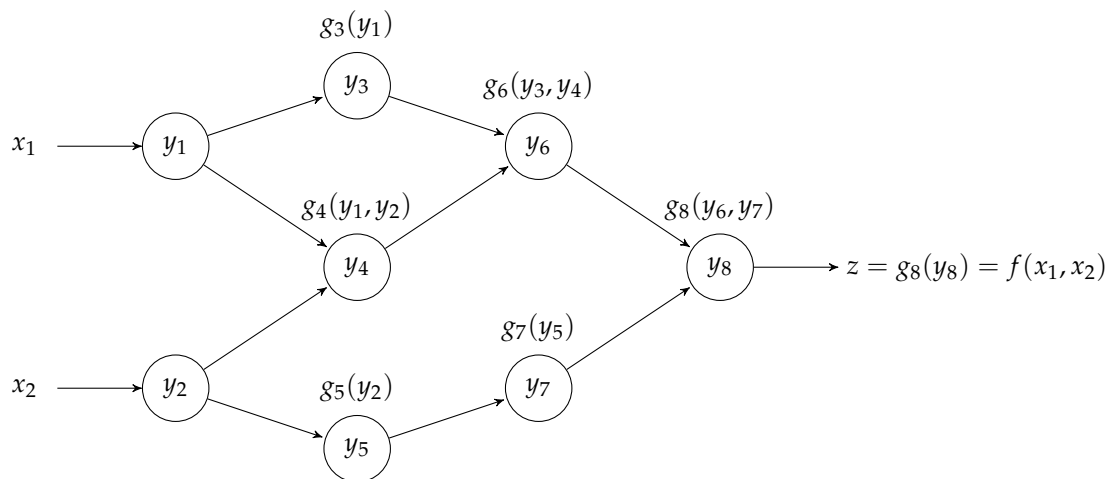 g₃(y₁)
y₃
g₆(y₃, y₄)
x₁
y₁
y₆
g₄(y₁, y₂)
g₈(y₆, y₇)
y₄
y₈
z = g₈(y₈) = f(x₁, x₂)
g₇(y₅)
x₂
y₂
g₅(y₂)
y₇
y₅